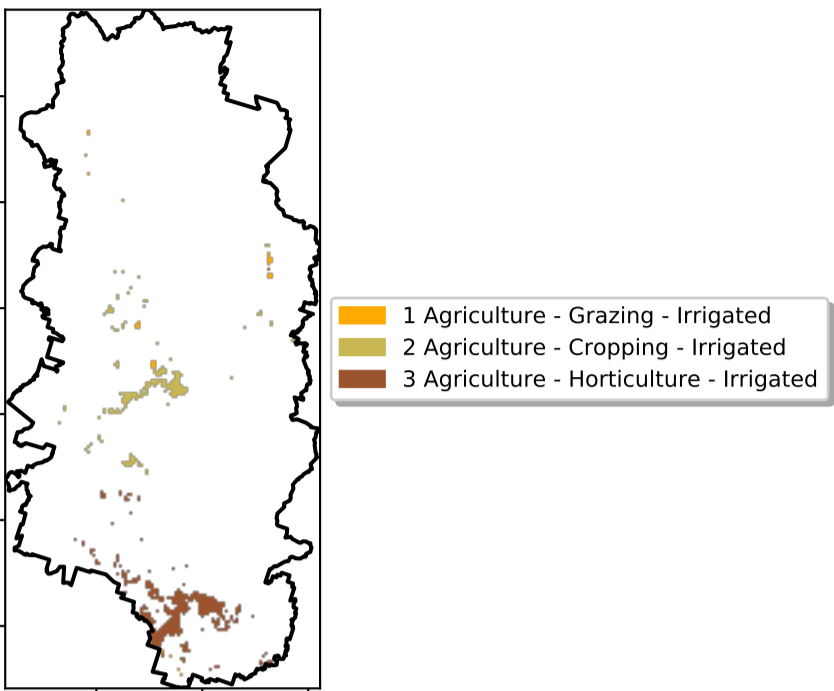 1 Agriculture - Grazing - Irrigated
2 Agriculture - Cropping - Irrigated
3 Agriculture - Horticulture - Irrigated